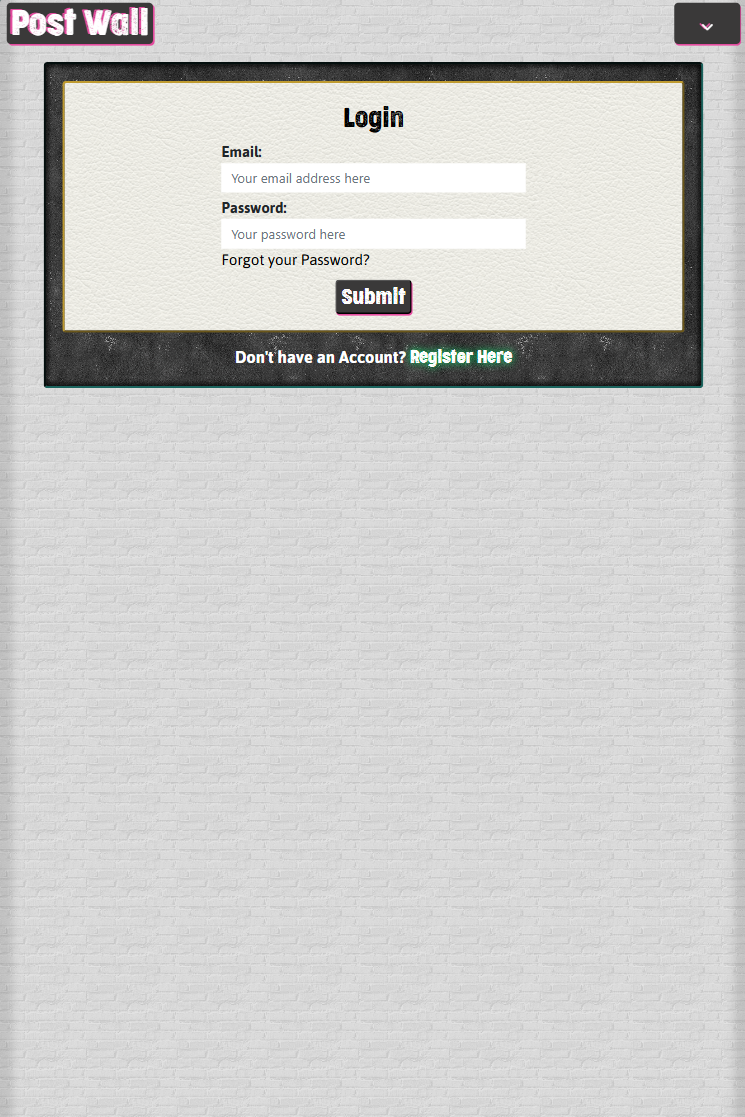 Post Wall
Login
Email:
Your email address here
Password:
Your password here
Forgot your Password?
Submit
Don't have an Account? Register Here